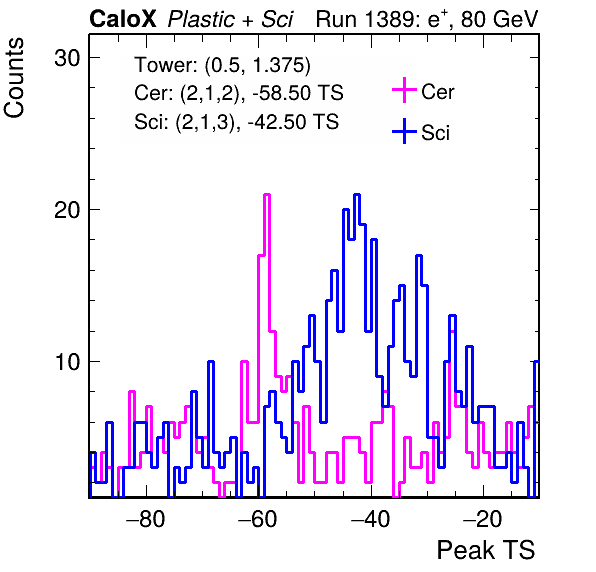 CaloX Plastic + Sci Run 1389: e+, 80 GeV
Counts
30
20
10
Tower: (0.5, 1.375)
Cer: (2,1,2), -58.50 TS
Sci: (2,1,3), -42.50 TS
Cer
Sci
−80 −60 −40 −20
Peak TS